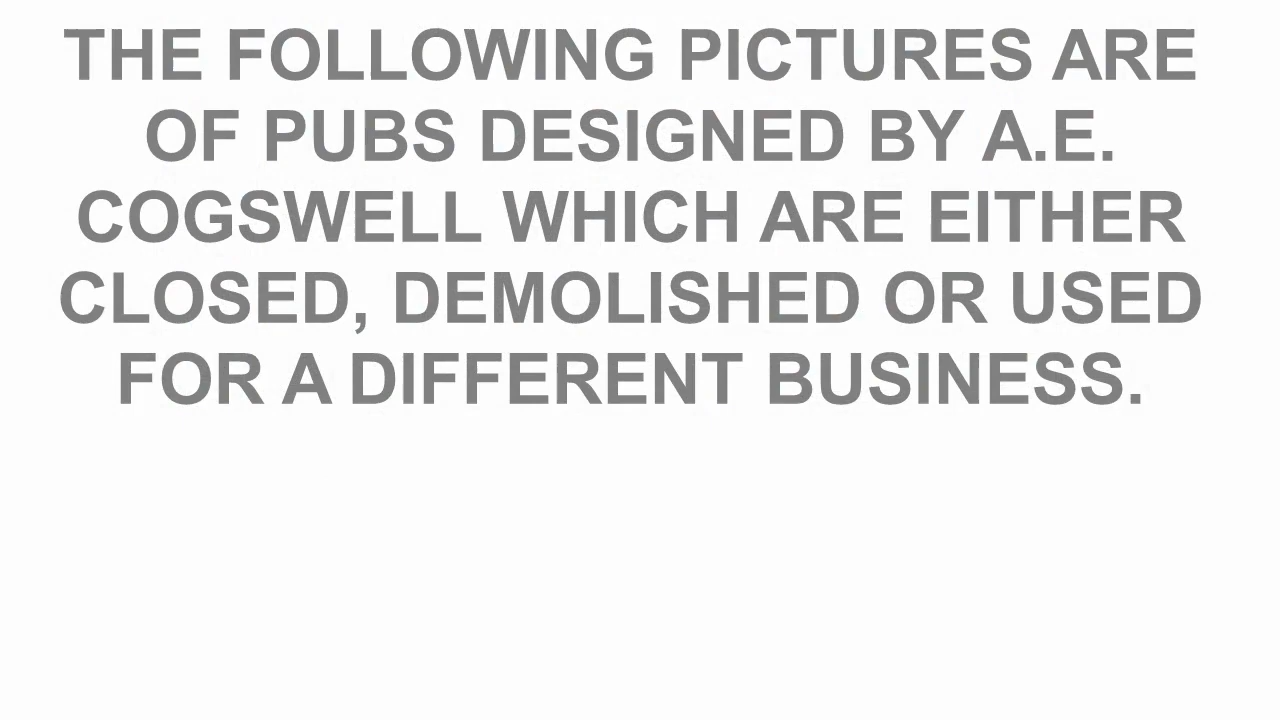 THE FOLLOWING PICTURES ARE
OF PUBS DESIGNED BY A.E.
COGSWELL WHICH ARE EITHER
CLOSED, DEMOLISHED OR USED
FOR A DIFFERENT BUSINESS.